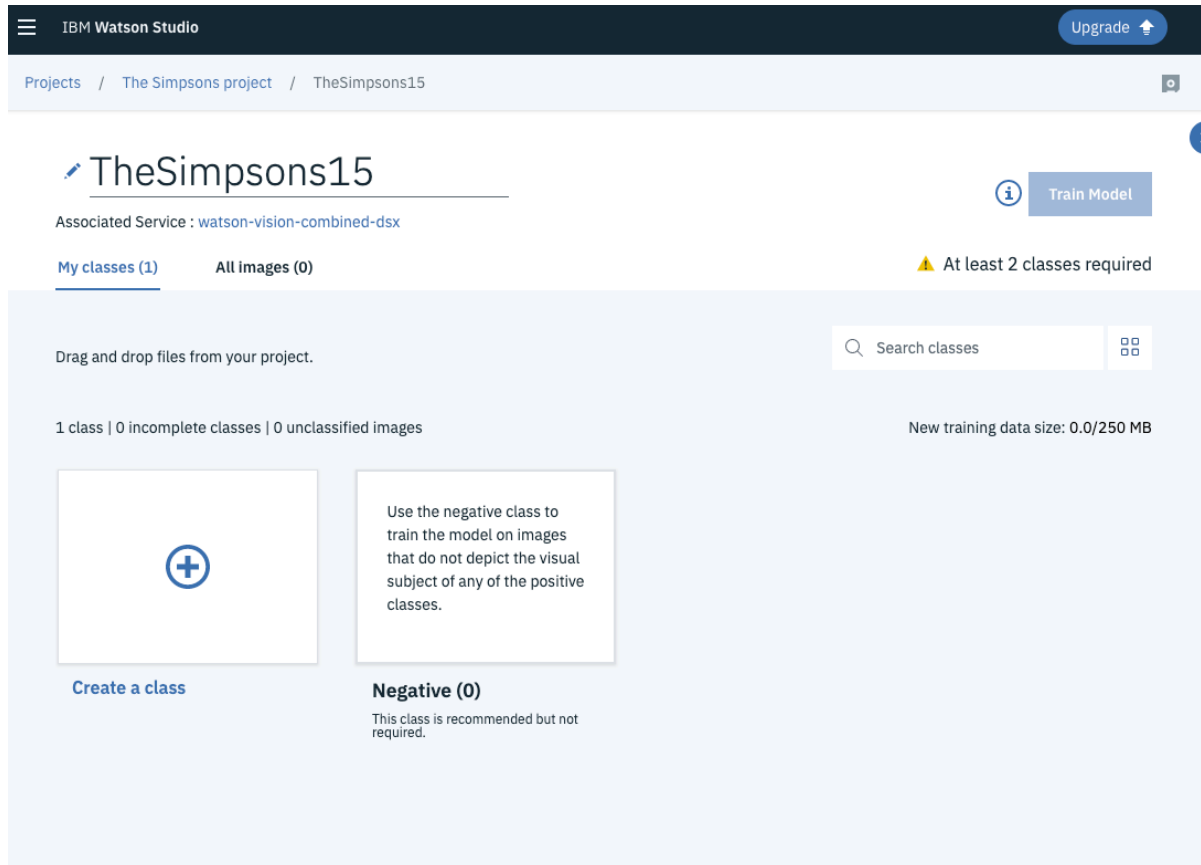 IBM Watson Studio
Upgrade
Projects / The Simpsons project / TheSimpsons15
TheSimpsons15
Train Model
Associated Service : watson-vision-combined-dsx
My classes (1)
All images (0)
At least 2 classes required
Drag and drop files from your project.
Search classes
1 class | 0 incomplete classes | 0 unclassified images
New training data size: 0.0/250 MB
Use the negative class to
train the model on images
that do not depict the visual
subject of any of the positive
classes.
Create a class
Negative (0)
This class is recommended but not
required.